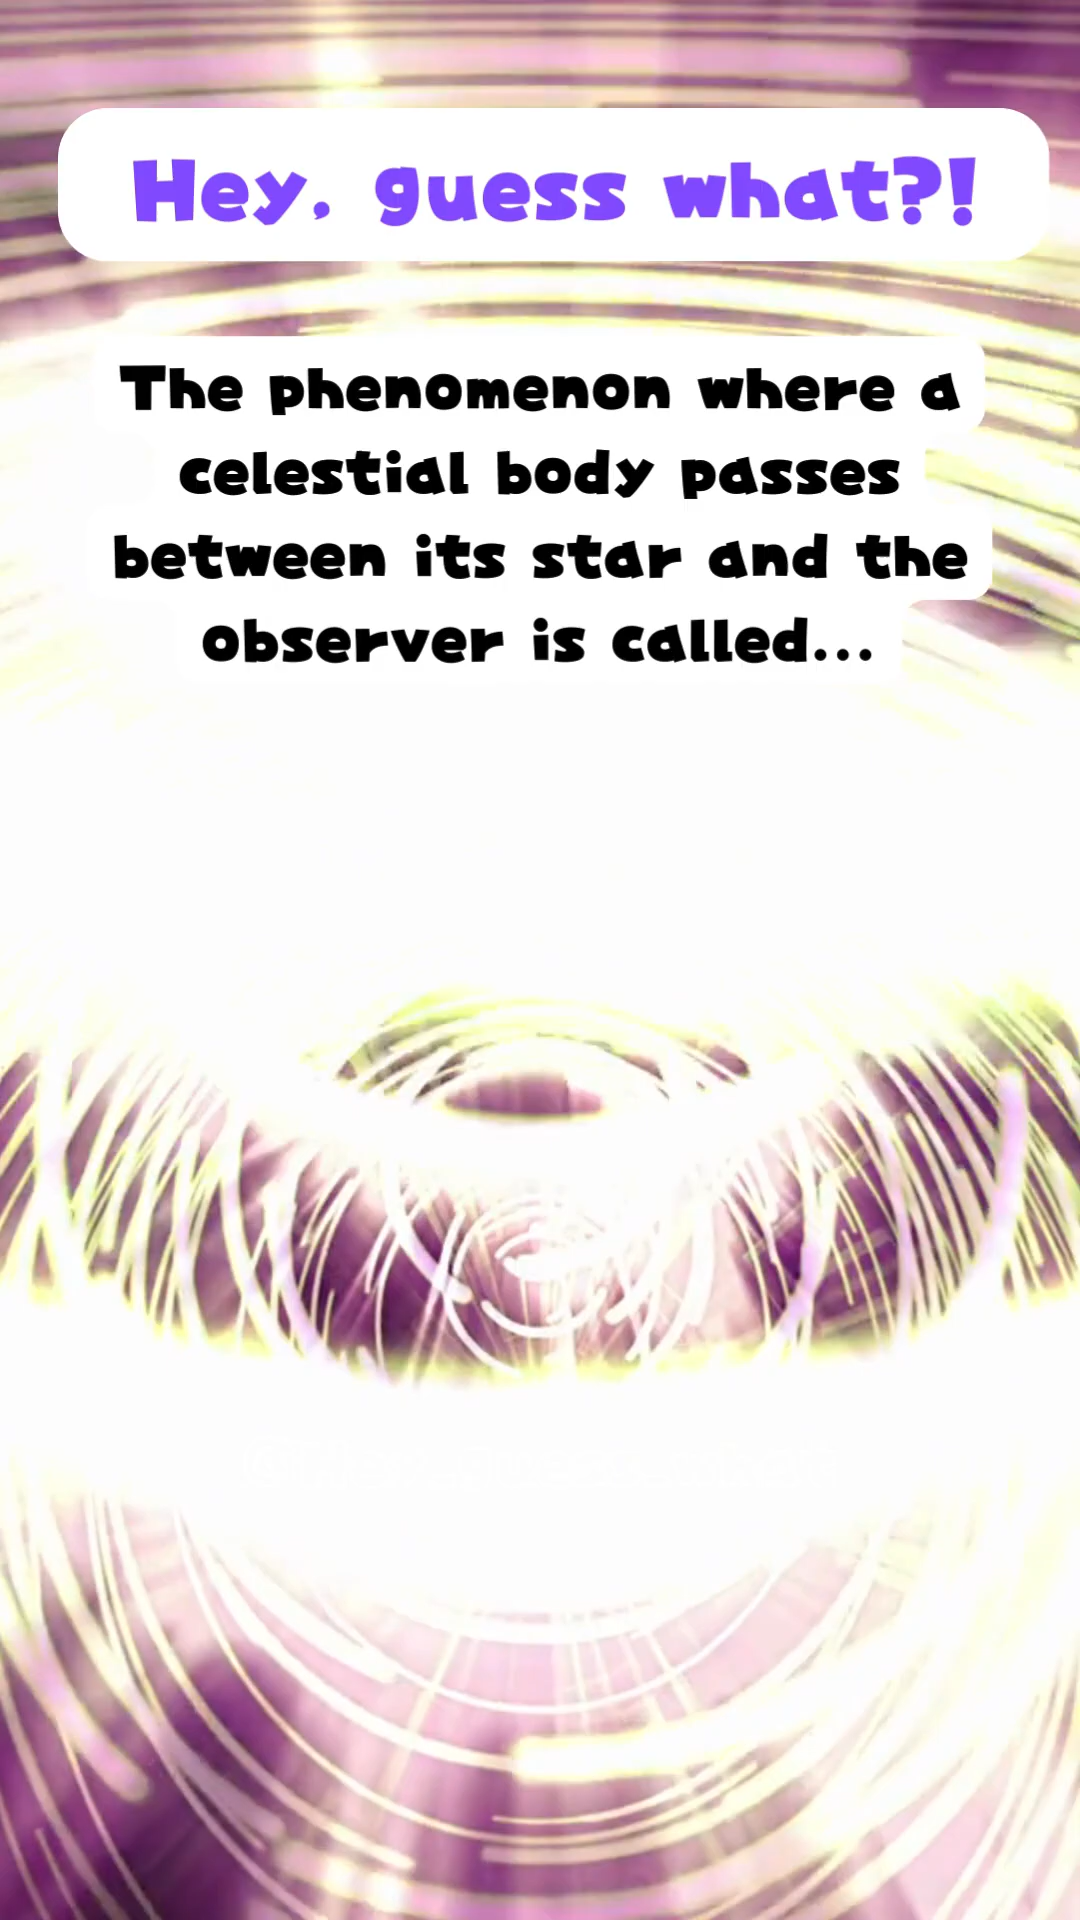 Hey, guess what?!
The phenomenon where a
celestial body passes
between its star and the
observer is called...